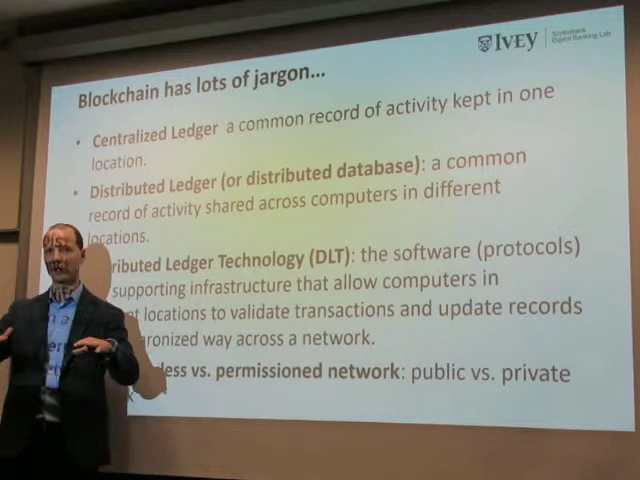 IVEY
Scotiabank
Digital Banking Lab
Blockchain has lots of jargon...
• Centralized Ledger a common record of activity kept in one
location.
• Distributed Ledger (or distributed database): a common
record of activity shared across computers in different
locations.
ributed Ledger Technology (DLT): the software (protocols)
supporting infrastructure that allow computers in
t locations to validate transactions and update records
ronized way across a network.
less vs. permissioned network: public vs. private
k